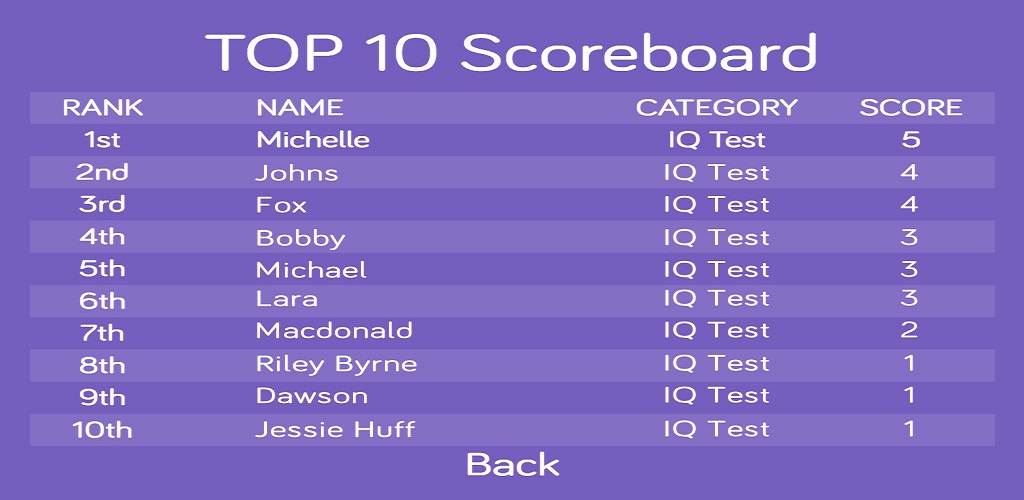 TOP 10 Scoreboard
RANK NAME CATEGORY SCORE
1st Michelle IQ Test 5
2nd Johns IQ Test 4
3rd Fox IQ Test 4
4th Bobby IQ Test 3
5th Michael IQ Test 3
6th Lara IQ Test 3
7th Macdonald IQ Test 2
8th Riley Byrne IQ Test 1
9th Dawson IQ Test 1
10th Jessie Huff IQ Test 1
Back